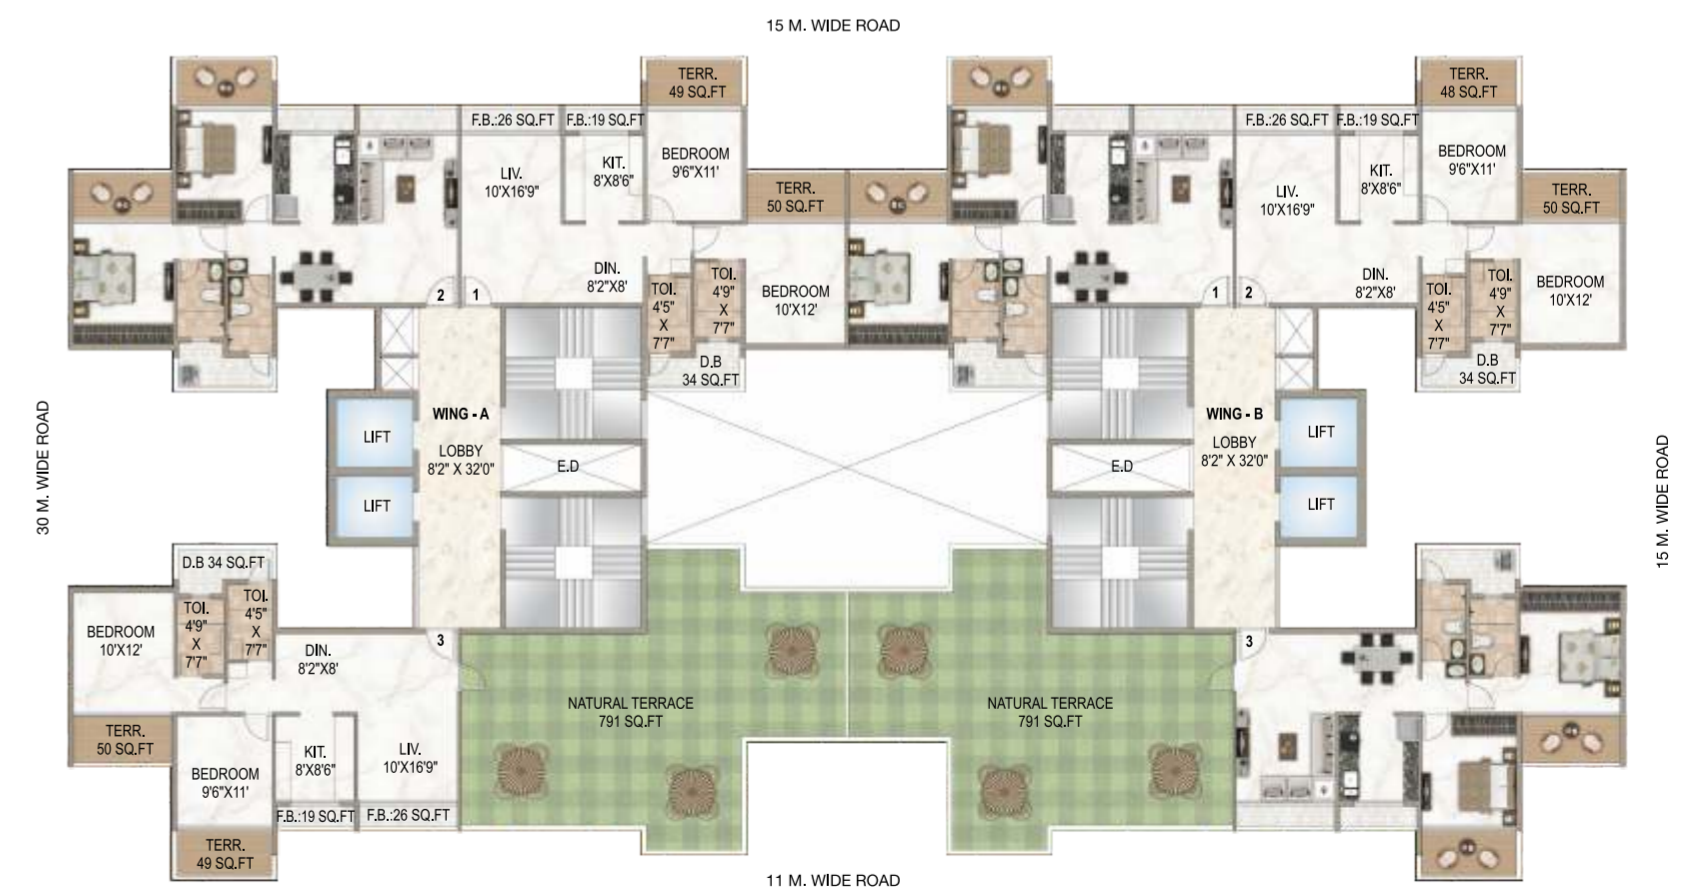 15 M. WIDE ROAD
TERR.
49 SQ.FT
F.B.:26 SQ.FT
F.B.:19 SQ.FT
LIV.
10'X16'9"
KIT.
8'X8'6"
BEDROOM
9'6"X11'
TERR.
50 SQ.FT
DIN.
8'2"X8'
TOI.
4'5"
X
7'7"
TOI.
4'9"
X
7'7"
BEDROOM
10'X12'
D.B
34 SQ.FT
2
1
TERR.
48 SQ.FT
F.B.:26 SQ.FT
F.B.:19 SQ.FT
LIV.
10'X16'9"
KIT.
8'X8'6"
BEDROOM
9'6"X11'
TERR.
50 SQ.FT
DIN.
8'2"X8'
TOI.
4'5"
X
7'7"
TOI.
4'9"
X
7'7"
BEDROOM
10'X12'
D.B
34 SQ.FT
1
2
30 M. WIDE ROAD
LIFT
LIFT
WING - A
LOBBY
8'2" X 32'0"
E.D
E.D
WING - B
LOBBY
8'2" X 32'0"
LIFT
LIFT
15 M. WIDE ROAD
D.B 34 SQ.FT
BEDROOM
10'X12'
TOI.
4'9"
X
7'7"
TOI.
4'5"
X
7'7"
DIN.
8'2"X8'
3
TERR.
50 SQ.FT
BEDROOM
9'6"X11'
KIT.
8'X8'6"
LIV.
10'X16'9"
F.B.:19 SQ.FT
F.B.:26 SQ.FT
TERR.
49 SQ.FT
NATURAL TERRACE
791 SQ.FT
NATURAL TERRACE
791 SQ.FT
3
11 M. WIDE ROAD